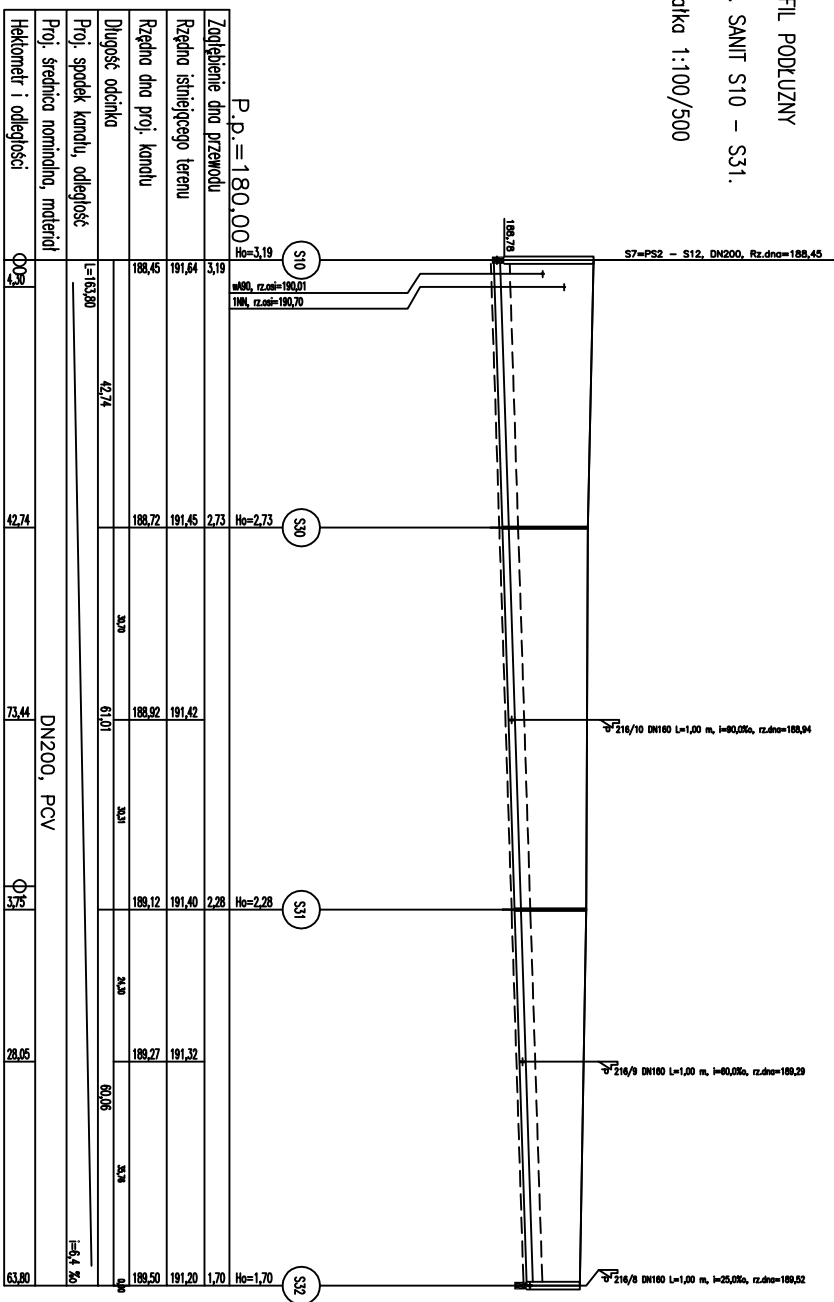 FIL PODŁUZNY
. SANIT S10 – S31.
ałka 1:100/500
S7=PS2 – S12, DN200, Rz.dna=188,45
188,78
216/10 DN160 L=1,00 m, i=90,0‰, rz.dna=188,94
216/9 DN160 L=1,00 m, i=60,0‰, rz.dna=189,29
216/8 DN160 L=1,00 m, i=25,0‰, rz.dna=189,52
S10 S30 S31 S32
P.p.=180,00
Ho=3,19 Ho=2,73 Ho=2,28 Ho=1,70
wA90, rz.osi=190,01
1NN, rz.osi=190,70
Zagłębienie dna przewodu 3,19 2,73 2,28 1,70
Rzędna istniejącego terenu 191,64 191,45 191,42 191,40 191,32 191,20
Rzędna dna proj. kanału 188,45 188,72 188,92 189,12 189,27 189,50
30,70 30,31 24,30 35,76 0,00
Długość odcinka 42,74 61,01 60,06
Proj. spadek kanału, odległość L=163,80 i=6,4 ‰
Proj. średnica nominalna, materiał DN200, PCV
Hektometr i odległości 0 4,30 42,74 73,44 1 3,75 28,05 63,80